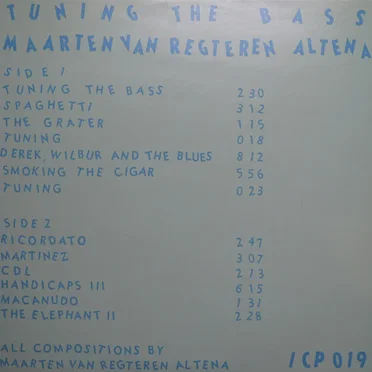 TUNING THE BASS
MAARTEN VAN REGTEREN ALTENA
SIDE 1
TUNING THE BASS 2 30
SPAGHETTI 3 12
THE GRATER 1 15
TUNING 0 18
DEREK, WILBUR AND THE BLUES 8 12
SMOKING THE CIGAR 5 56
TUNING 0 23
SIDE 2
RICORDATO 2 47
MARTINEZ 3 07
CDL 2 13
HANDICAPS III 6 15
MACANUDO 1 31
THE ELEPHANT II 2 28
ALL COMPOSITIONS BY
MAARTEN VAN REGTEREN ALTENA
ICP 019